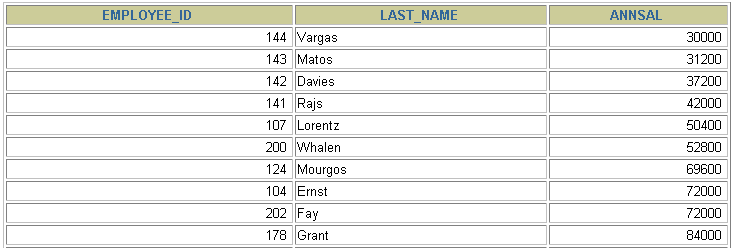 EMPLOYEE_ID LAST_NAME ANNSAL
144 Vargas 30000
143 Matos 31200
142 Davies 37200
141 Rajs 42000
107 Lorentz 50400
200 Whalen 52800
124 Mourgos 69600
104 Ernst 72000
202 Fay 72000
178 Grant 84000